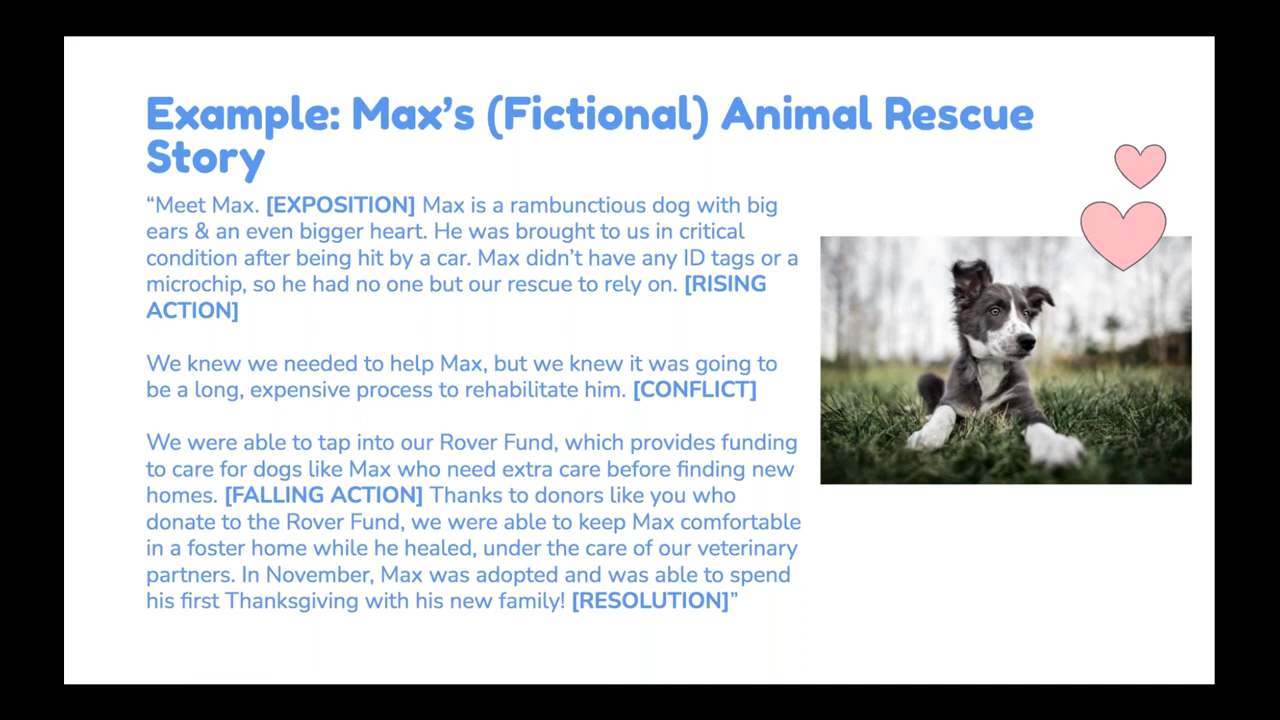 Example: Max’s (Fictional) Animal Rescue
Story
“Meet Max. [EXPOSITION] Max is a rambunctious dog with big
ears & an even bigger heart. He was brought to us in critical
condition after being hit by a car. Max didn’t have any ID tags or a
microchip, so he had no one but our rescue to rely on. [RISING
ACTION]
We knew we needed to help Max, but we knew it was going to
be a long, expensive process to rehabilitate him. [CONFLICT]
We were able to tap into our Rover Fund, which provides funding
to care for dogs like Max who need extra care before finding new
homes. [FALLING ACTION] Thanks to donors like you who
donate to the Rover Fund, we were able to keep Max comfortable
in a foster home while he healed, under the care of our veterinary
partners. In November, Max was adopted and was able to spend
his first Thanksgiving with his new family! [RESOLUTION]”